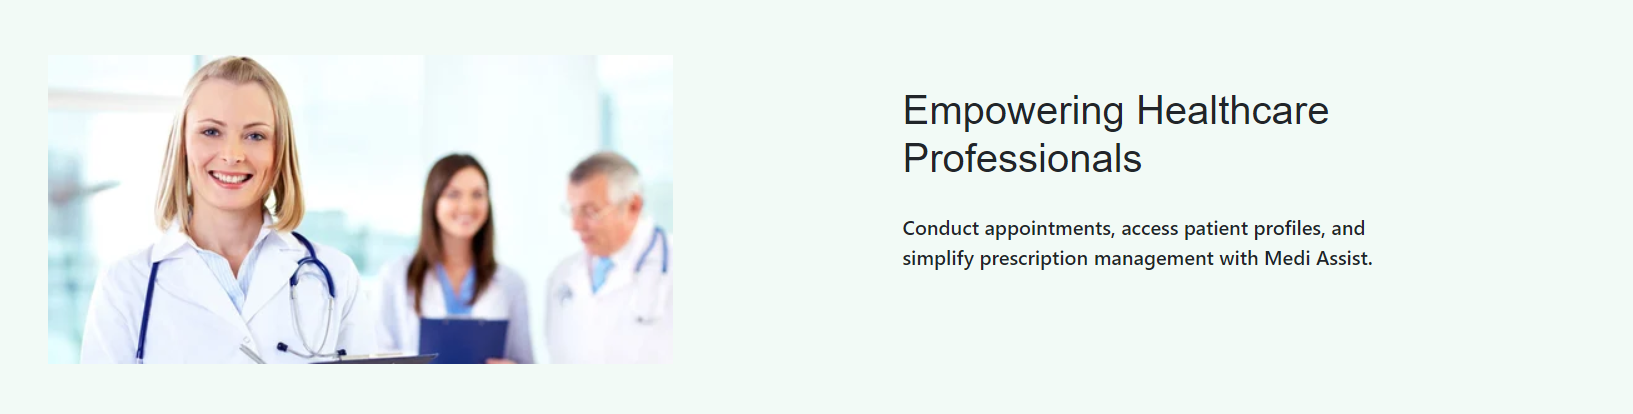 Empowering Healthcare
Professionals
Conduct appointments, access patient profiles, and
simplify prescription management with Medi Assist.